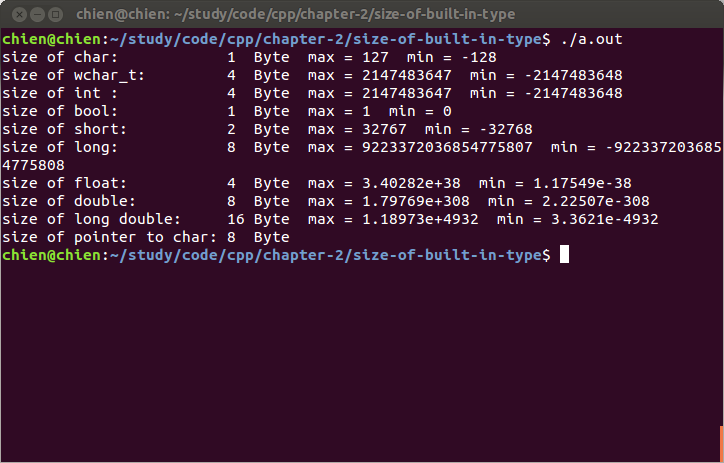 chien@chien: ~/study/code/cpp/chapter-2/size-of-built-in-type
chien@chien:~/study/code/cpp/chapter-2/size-of-built-in-type$ ./a.out
size of char:            1  Byte  max = 127  min = -128
size of wchar_t:         4  Byte  max = 2147483647  min = -2147483648
size of int :            4  Byte  max = 2147483647  min = -2147483648
size of bool:            1  Byte  max = 1  min = 0
size of short:           2  Byte  max = 32767  min = -32768
size of long:            8  Byte  max = 9223372036854775807  min = -922337203685
4775808
size of float:           4  Byte  max = 3.40282e+38  min = 1.17549e-38
size of double:          8  Byte  max = 1.79769e+308  min = 2.22507e-308
size of long double:     16 Byte  max = 1.18973e+4932  min = 3.3621e-4932
size of pointer to char: 8  Byte
chien@chien:~/study/code/cpp/chapter-2/size-of-built-in-type$